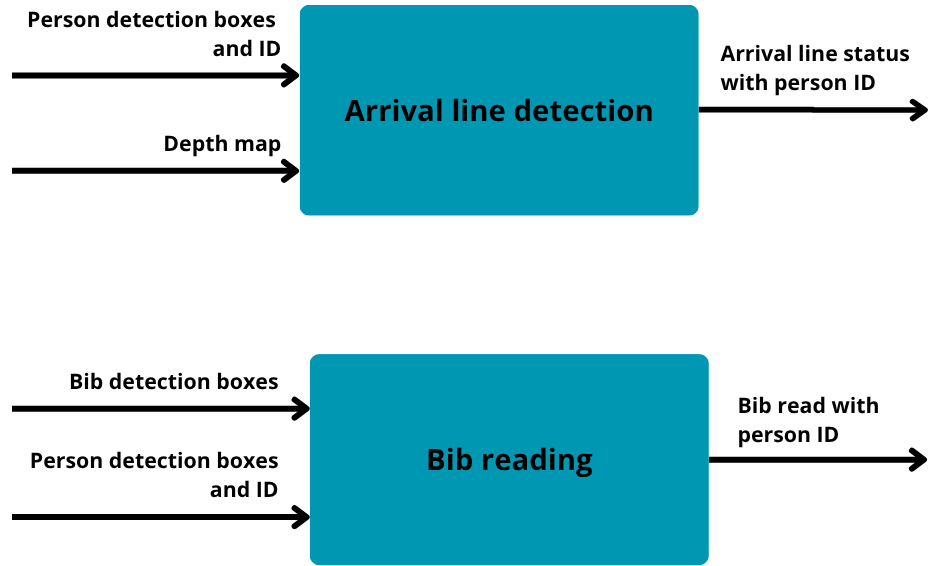 Person detection boxes
and ID
Depth map
Arrival line detection
Arrival line status
with person ID
Bib detection boxes
Person detection boxes
and ID
Bib reading
Bib read with
person ID